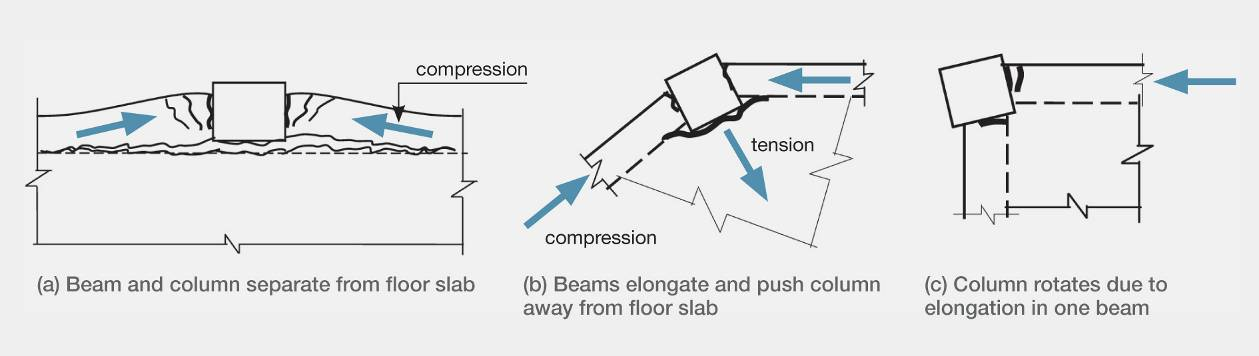 compression
tension
compression
(a) Beam and column separate from floor slab
(b) Beams elongate and push column
away from floor slab
(c) Column rotates due to
elongation in one beam